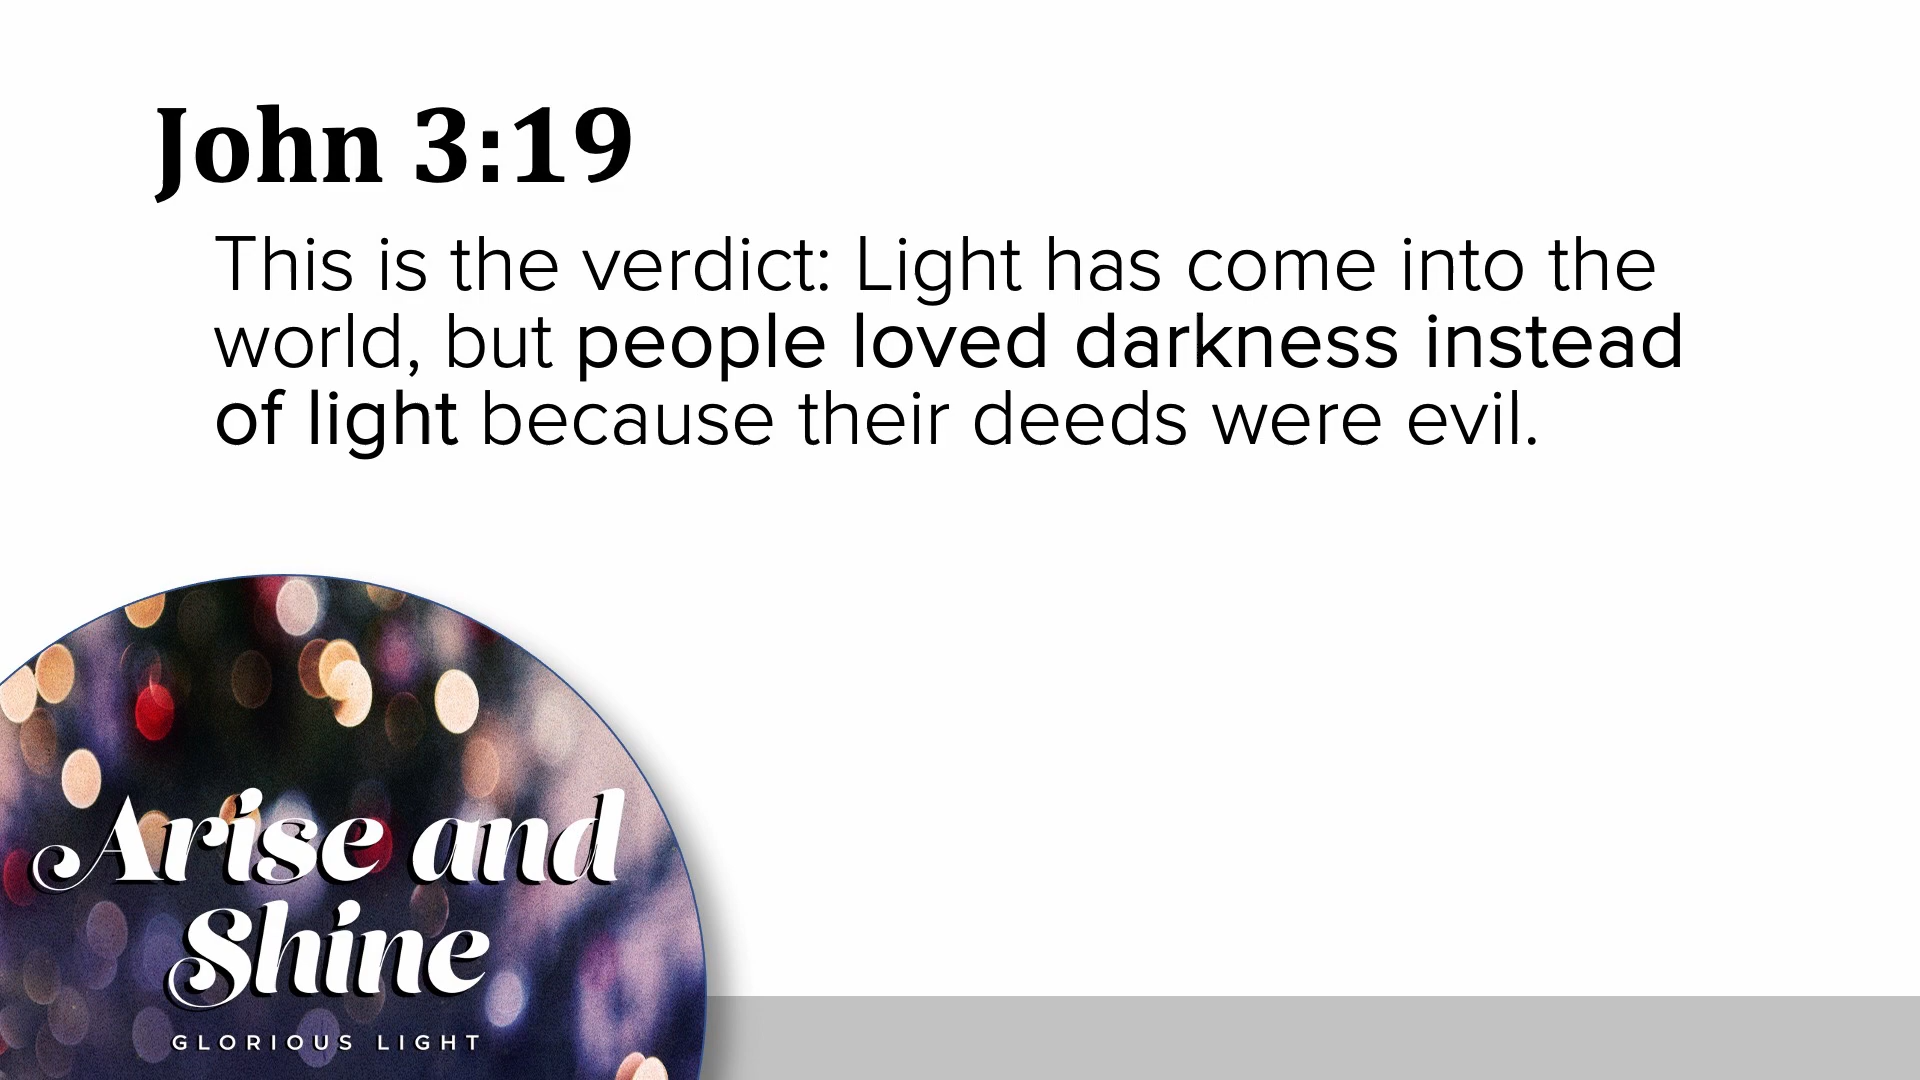 John 3:19
This is the verdict: Light has come into the
world, but people loved darkness instead
of light because their deeds were evil.
Arise and
Shine
GLORIOUS LIGHT